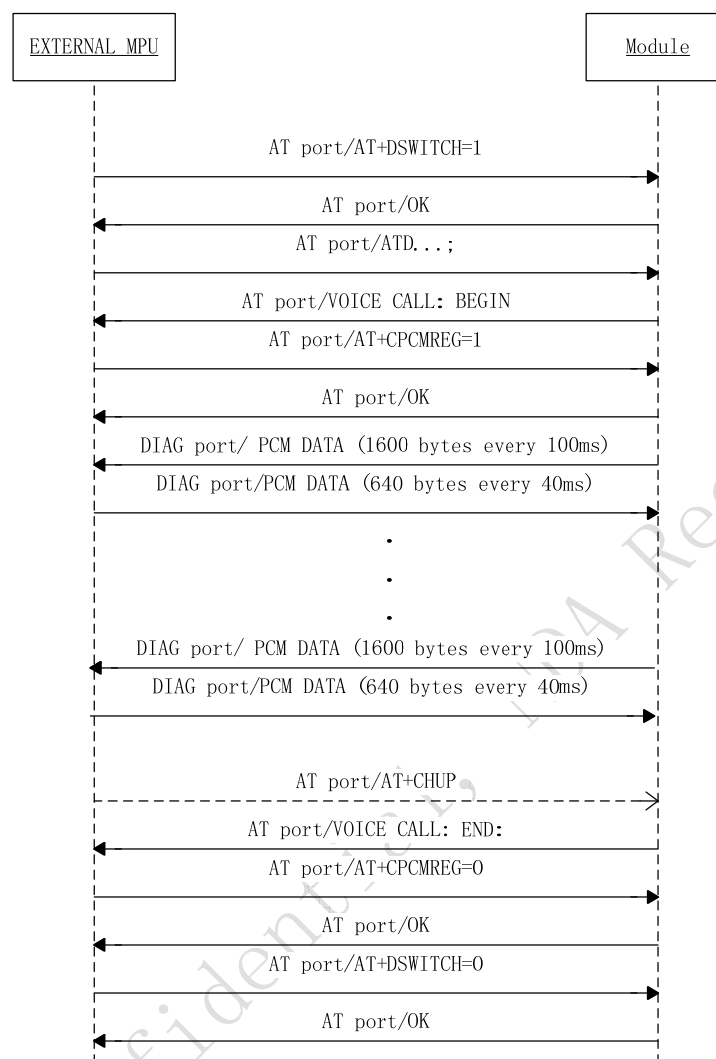 EXTERNAL MPU
Module
AT port/AT+DSWITCH=1
AT port/OK
AT port/ATD...;
AT port/VOICE CALL: BEGIN
AT port/AT+CPCMREG=1
AT port/OK
DIAG port/ PCM DATA (1600 bytes every 100ms)
DIAG port/PCM DATA (640 bytes every 40ms)
.
.
.
DIAG port/ PCM DATA (1600 bytes every 100ms)
DIAG port/PCM DATA (640 bytes every 40ms)
AT port/AT+CHUP
AT port/VOICE CALL: END:
AT port/AT+CPCMREG=0
AT port/OK
AT port/AT+DSWITCH=0
AT port/OK